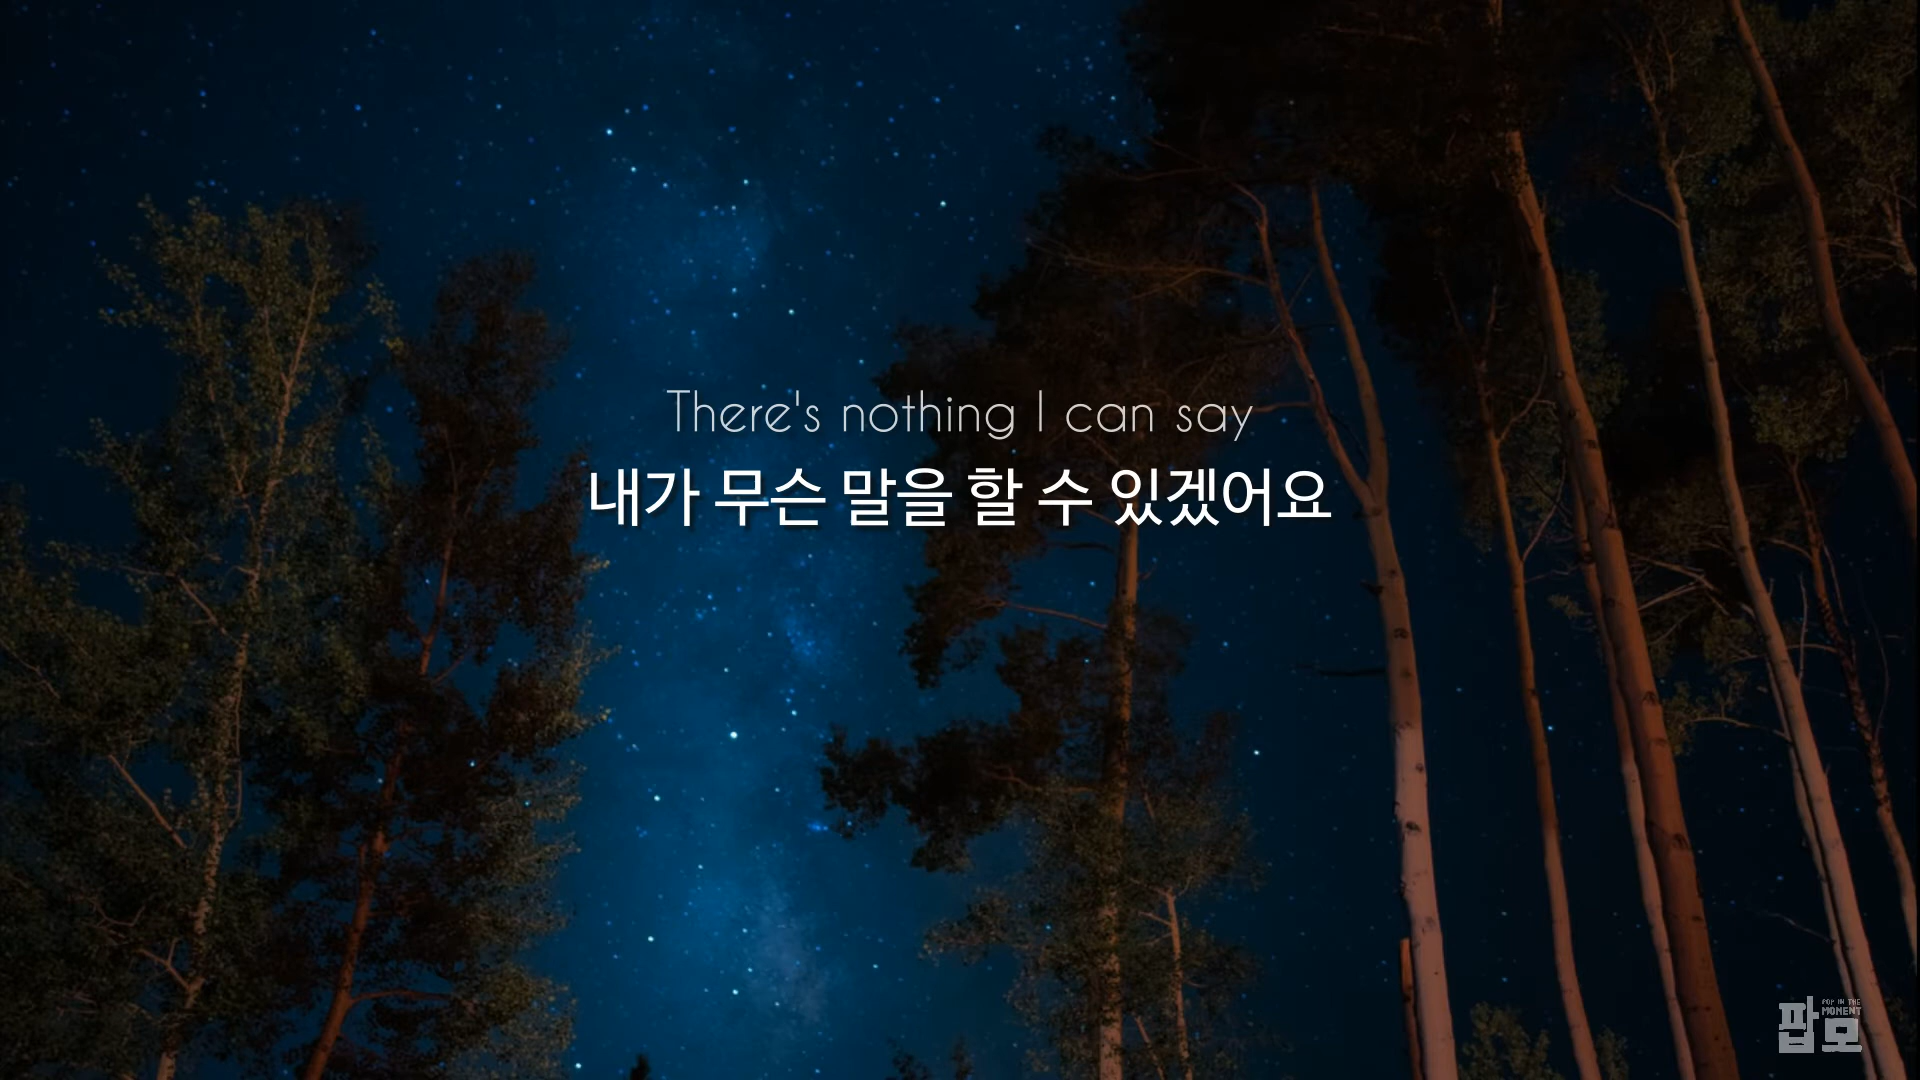 There's nothing I can say
내가 무슨 말을 할 수 있겠어요
POP IN THE
MOMENT
팝모